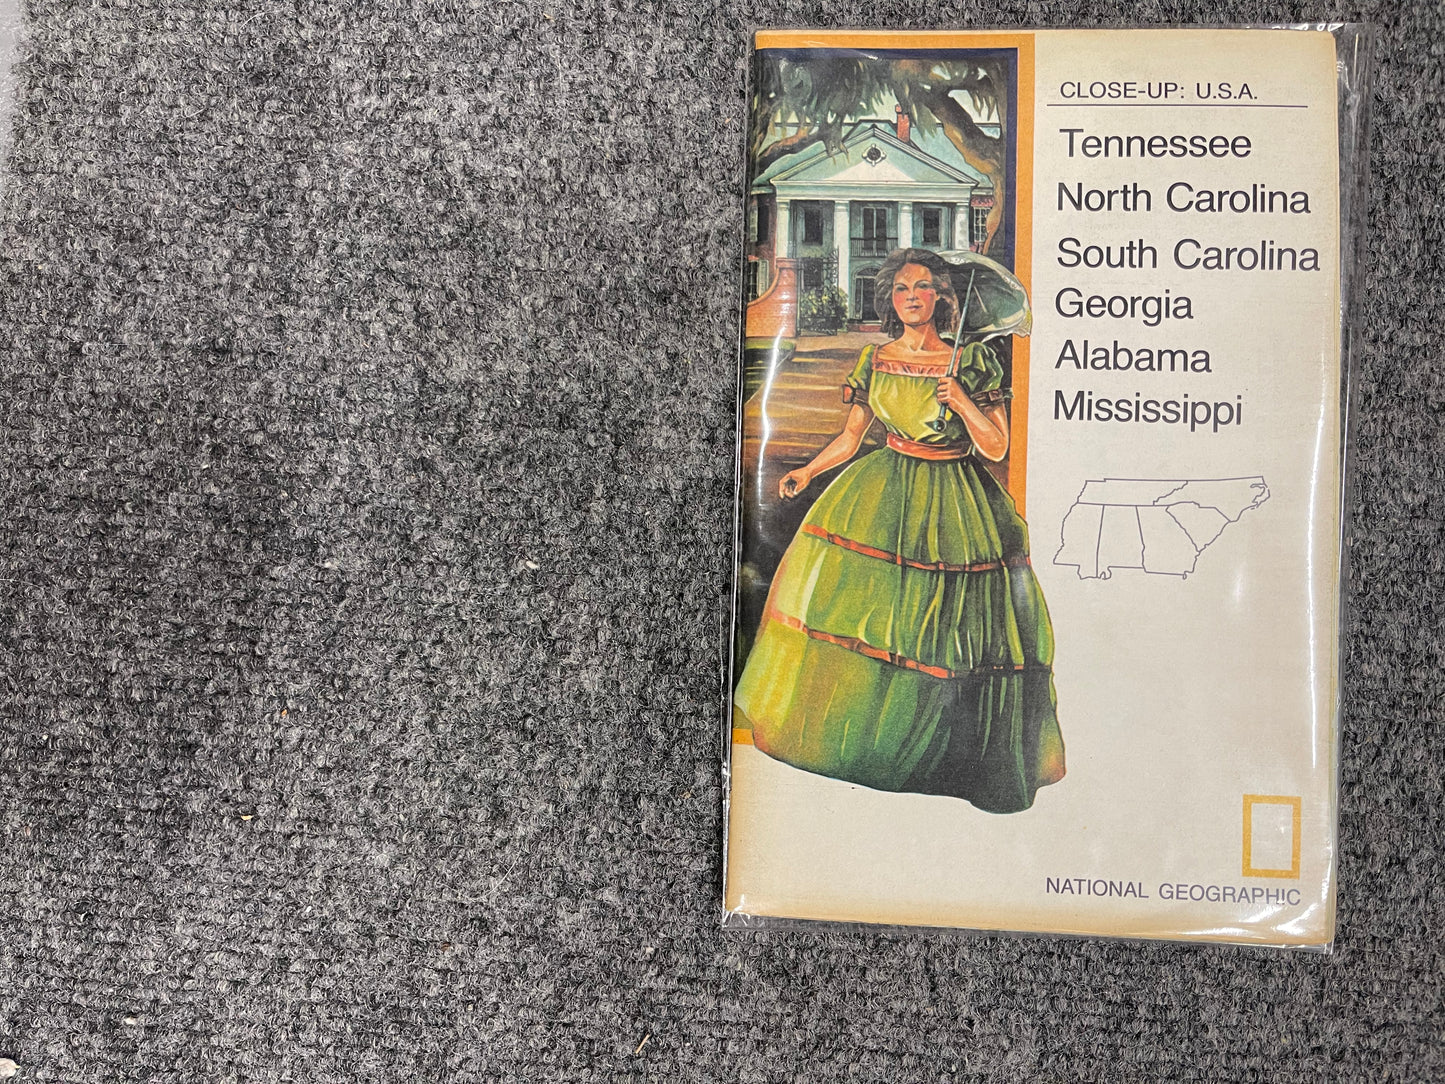 CLOSE-UP: U.S.A.
Tennessee
North Carolina
South Carolina
Georgia
Alabama
Mississippi
NATIONAL GEOGRAPHIC